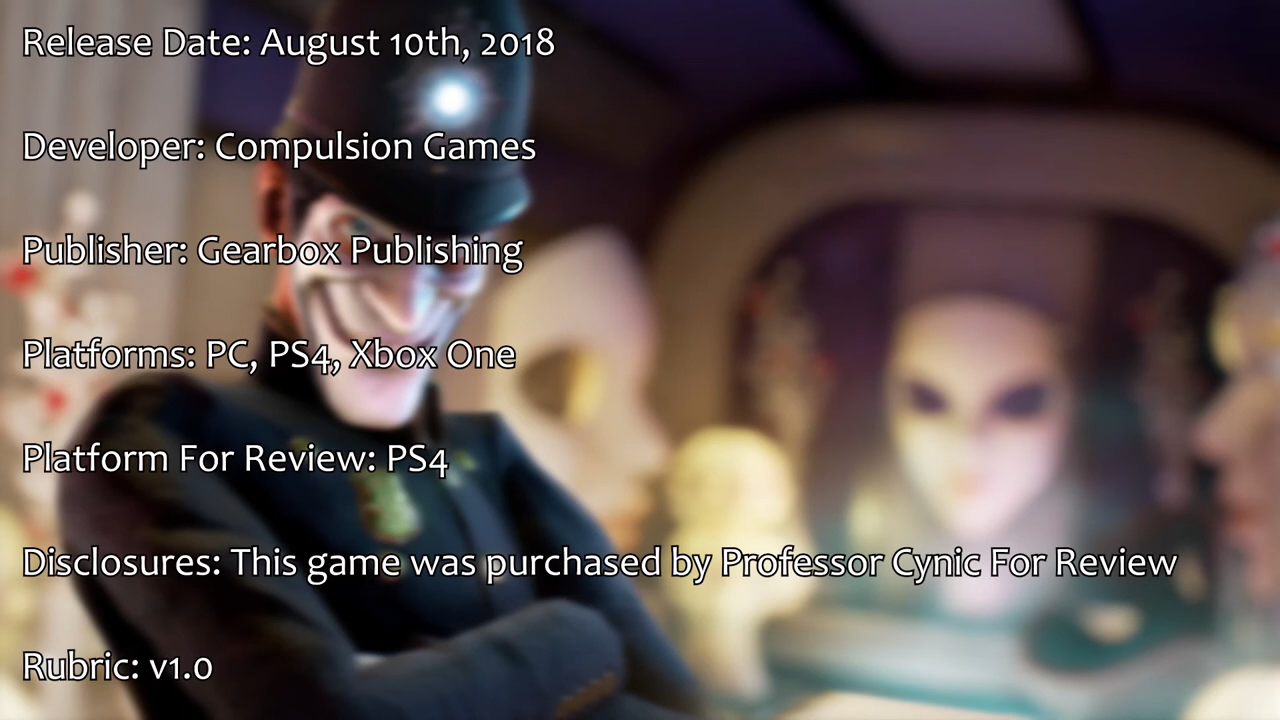 Release Date: August 10th, 2018
Developer: Compulsion Games
Publisher: Gearbox Publishing
Platforms: PC, PS4, Xbox One
Platform For Review: PS4
Disclosures: This game was purchased by Professor Cynic For Review
Rubric: v1.0